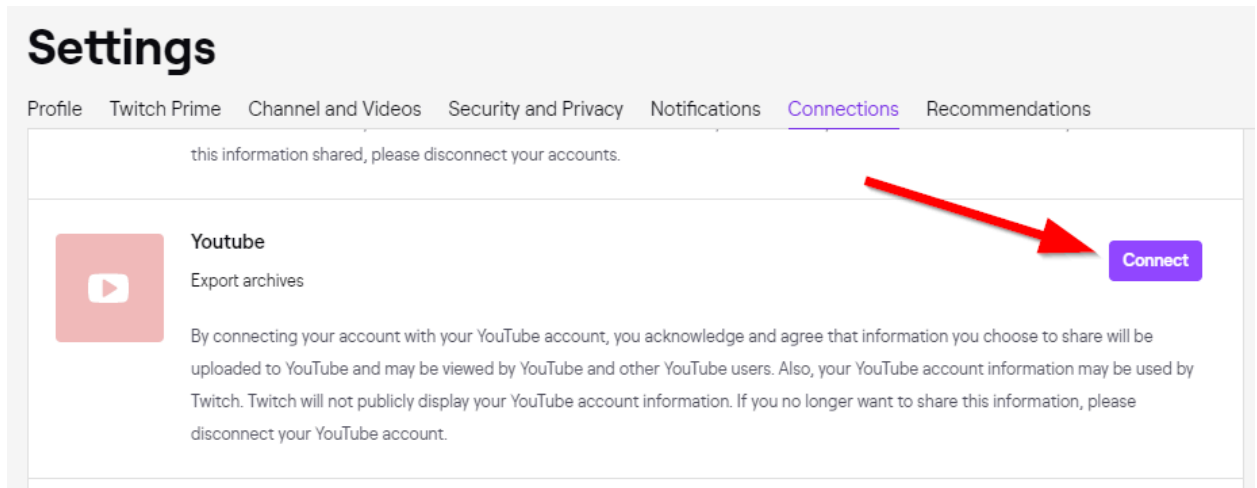 Settings
Profile Twitch Prime Channel and Videos Security and Privacy Notifications Connections Recommendations
this information shared, please disconnect your accounts.
Youtube
Connect
Export archives
By connecting your account with your YouTube account, you acknowledge and agree that information you choose to share will be
uploaded to YouTube and may be viewed by YouTube and other YouTube users. Also, your YouTube account information may be used by
Twitch. Twitch will not publicly display your YouTube account information. If you no longer want to share this information, please
disconnect your YouTube account.